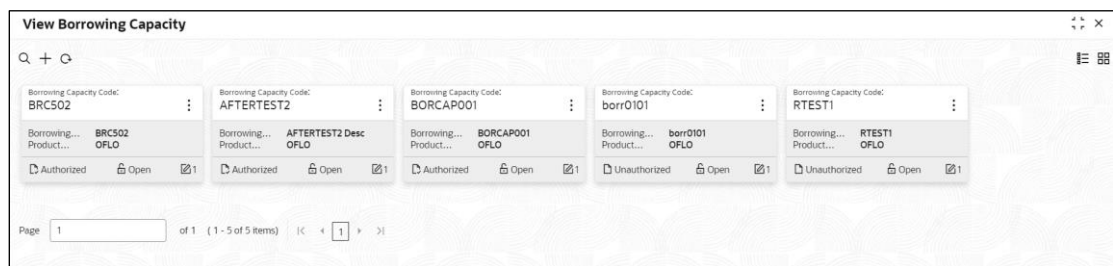 View Borrowing Capacity
Borrowing Capacity Code: Borrowing Capacity Code: Borrowing Capacity Code: Borrowing Capacity Code: Borrowing Capacity Code:
BRC502 AFTERTEST2 BORCAP001 borr0101 RTEST1
Borrowing... BRC502 Borrowing... AFTERTEST2 Desc Borrowing... BORCAP001 Borrowing... borr0101 Borrowing... RTEST1
Product... OFLO Product... OFLO Product... OFLO Product... OFLO Product... OFLO
Authorized Open 1 Authorized Open 1 Authorized Open 1 Unauthorized Open 1 Unauthorized Open 1
Page 1 of 1 (1 - 5 of 5 items) 1